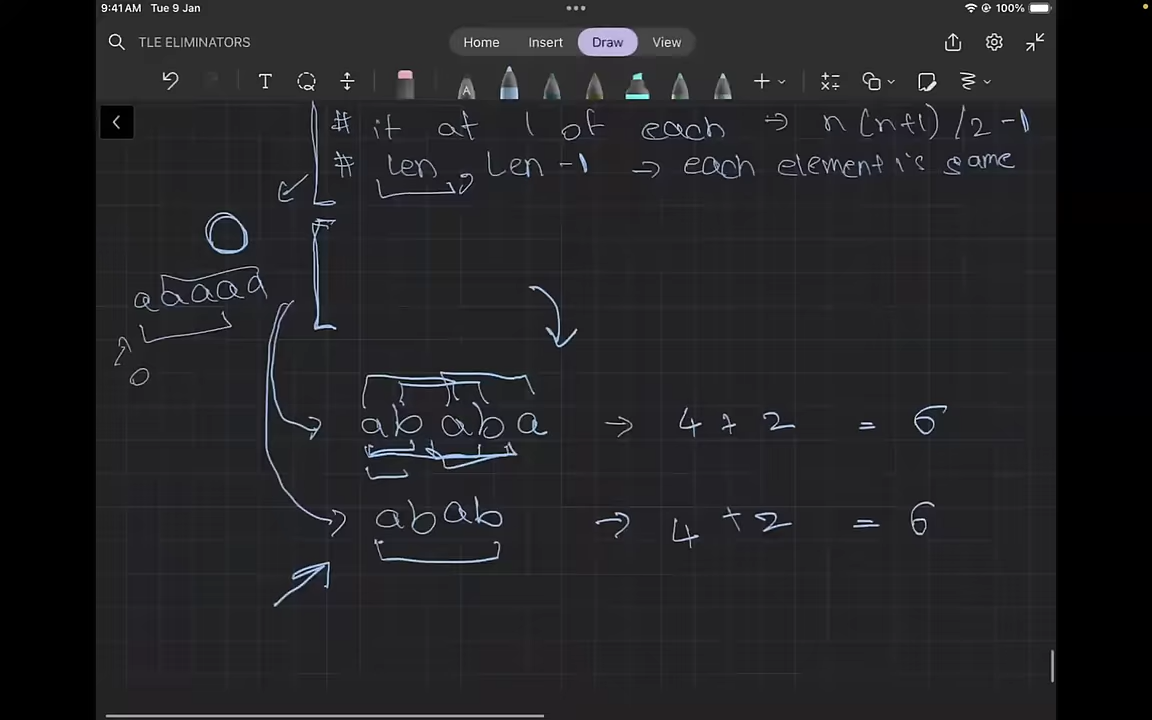 9:41 AM Tue 9 Jan 100%
TLE ELIMINATORS Home Insert Draw View
T A
# if at 1 of each ⇒ n(n+1)/2-1
# len, len-1 → each element is same
abaaa
0
ababa → 4+2 = 6
abab → 4+2 = 6